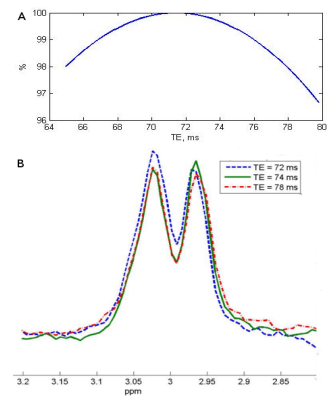 A
100
99
98
97
96
%
64 66 68 70 72 74 76 78 80
TE, ms
B
TE = 72 ms
TE = 74 ms
TE = 78 ms
3.2 3.15 3.1 3.05 3 2.95 2.9 2.85
ppm